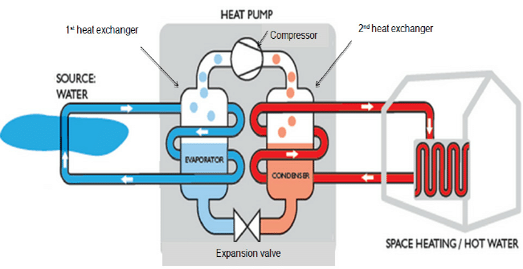 HEAT PUMP
1st heat exchanger
Compressor
2nd heat exchanger
SOURCE:
WATER
EVAPORATOR
CONDENSER
Expansion valve
SPACE HEATING / HOT WATER